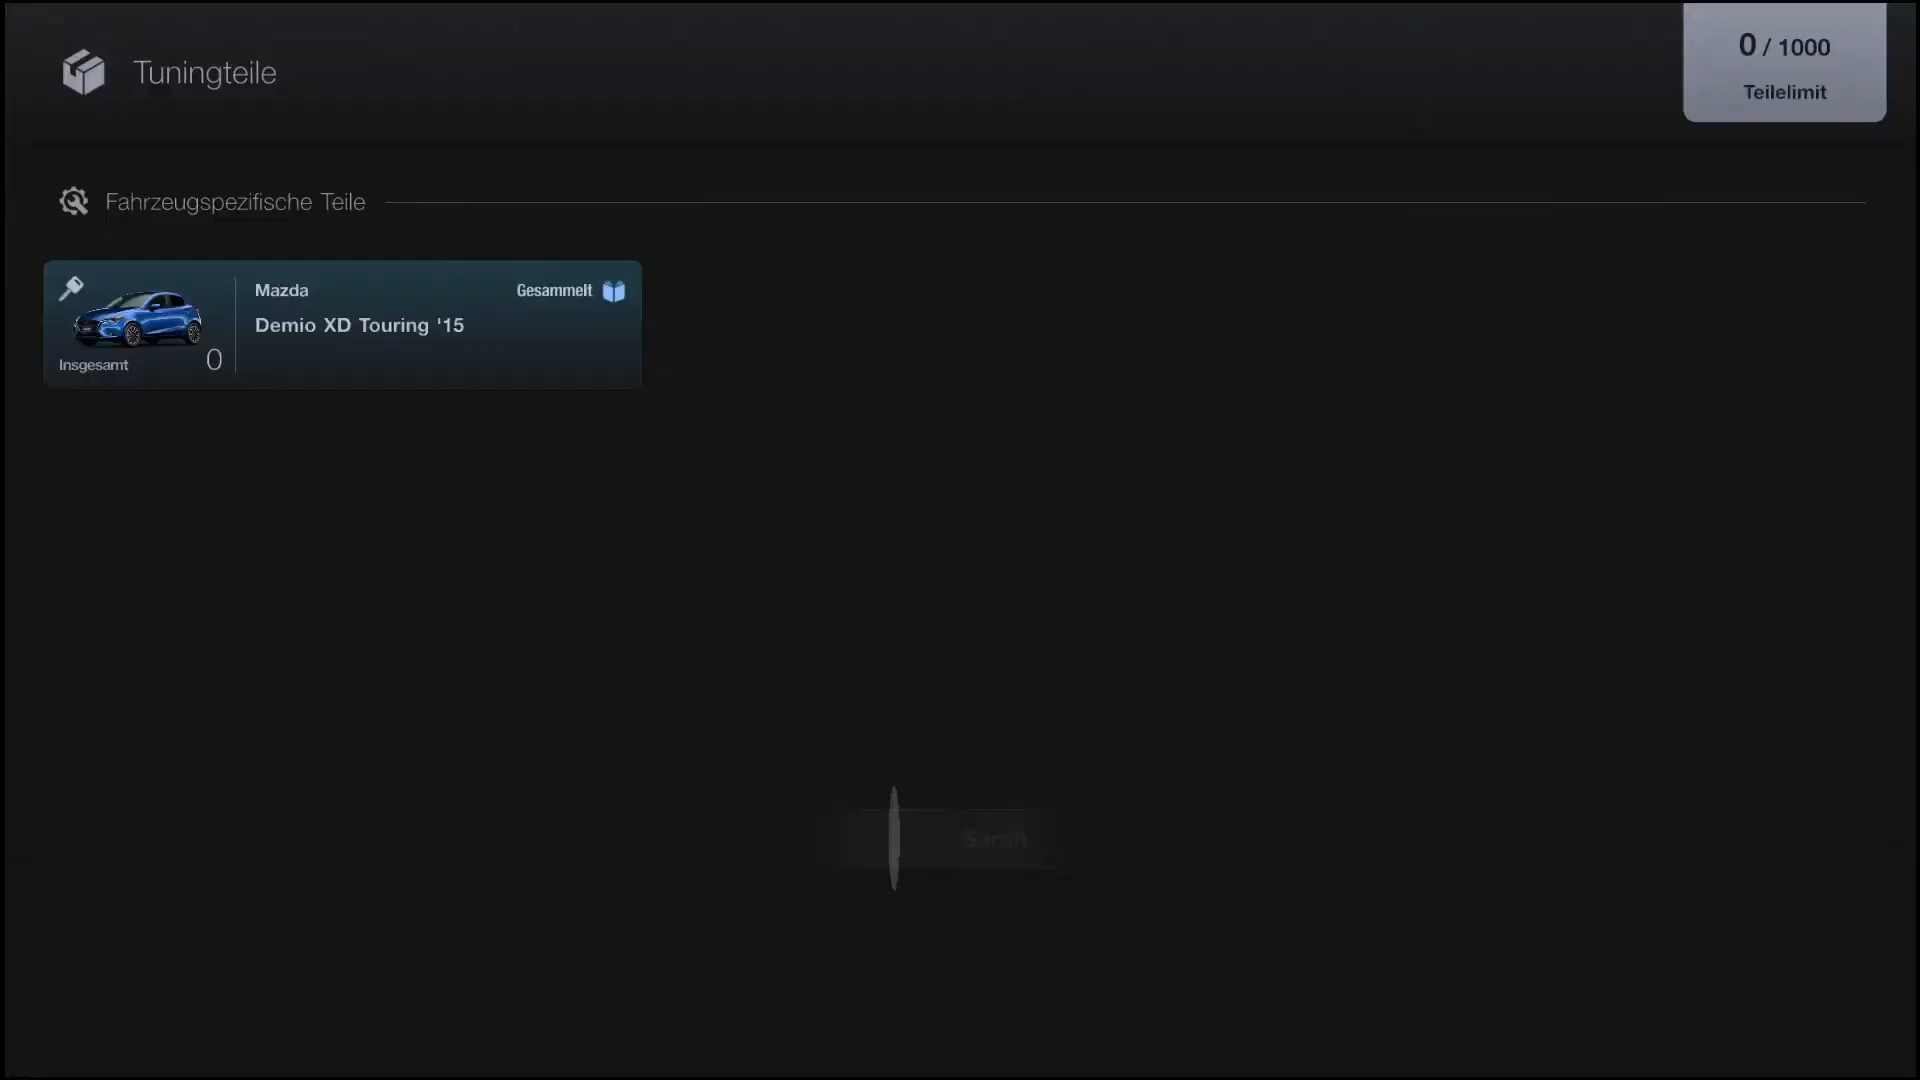 Tuningteile
0 / 1000
Teilelimit
Fahrzeugspezifische Teile
Mazda
Gesammelt
Demio XD Touring '15
Insgesamt 0